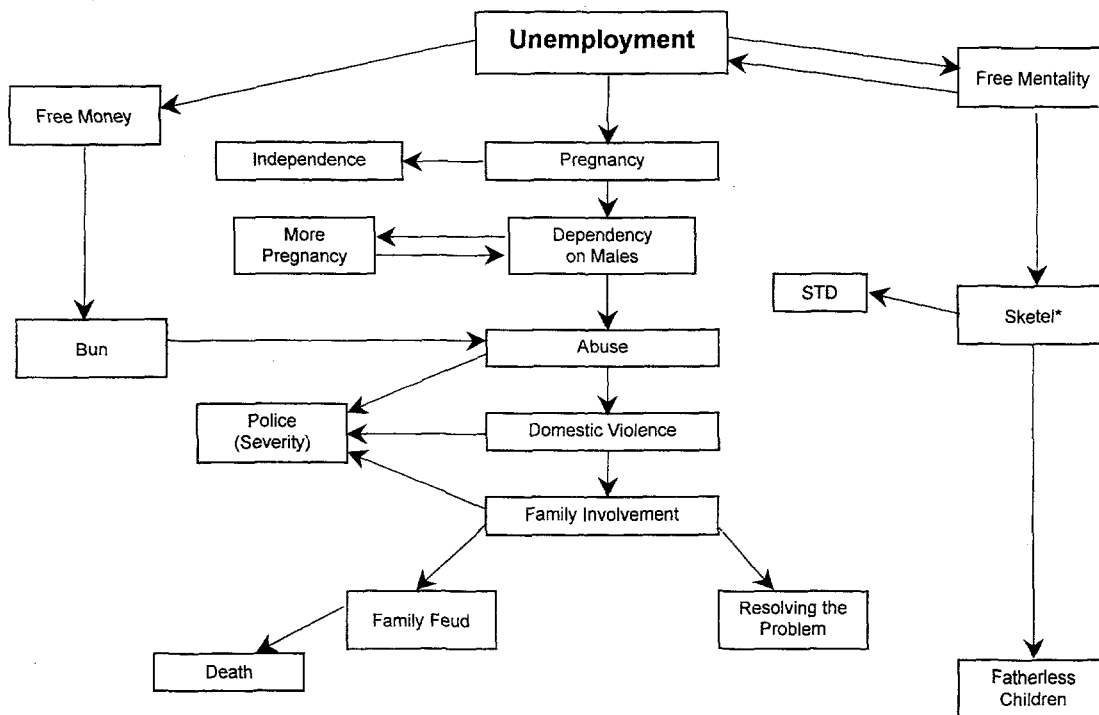 Unemployment
Free Mentality
Free Money
Independence
Pregnancy
More
Pregnancy
Dependency
on Males
STD
Sketel*
Bun
Abuse
Police
(Severity)
Domestic Violence
Family Involvement
Family Feud
Resolving the
Problem
Death
Fatherless
Children